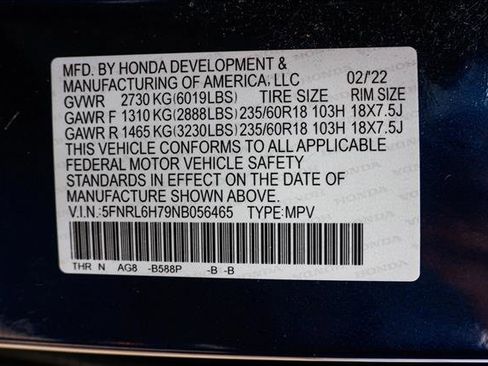 MFD. BY HONDA DEVELOPMENT &
MANUFACTURING OF AMERICA, LLC 02/'22
GVWR 2730 KG(6019LBS) TIRE SIZE RIM SIZE
GAWR F 1310 KG(2888LBS) 235/60R18 103H 18X7.5J
GAWR R 1465 KG(3230LBS) 235/60R18 103H 18X7.5J
THIS VEHICLE CONFORMS TO ALL APPLICABLE
FEDERAL MOTOR VEHICLE SAFETY
STANDARDS IN EFFECT ON THE DATE OF
MANUFACTURE SHOWN ABOVE.
V.I.N.:5FNRL6H79NB056465 TYPE:MPV
THR N AG8 -B588P -B -B